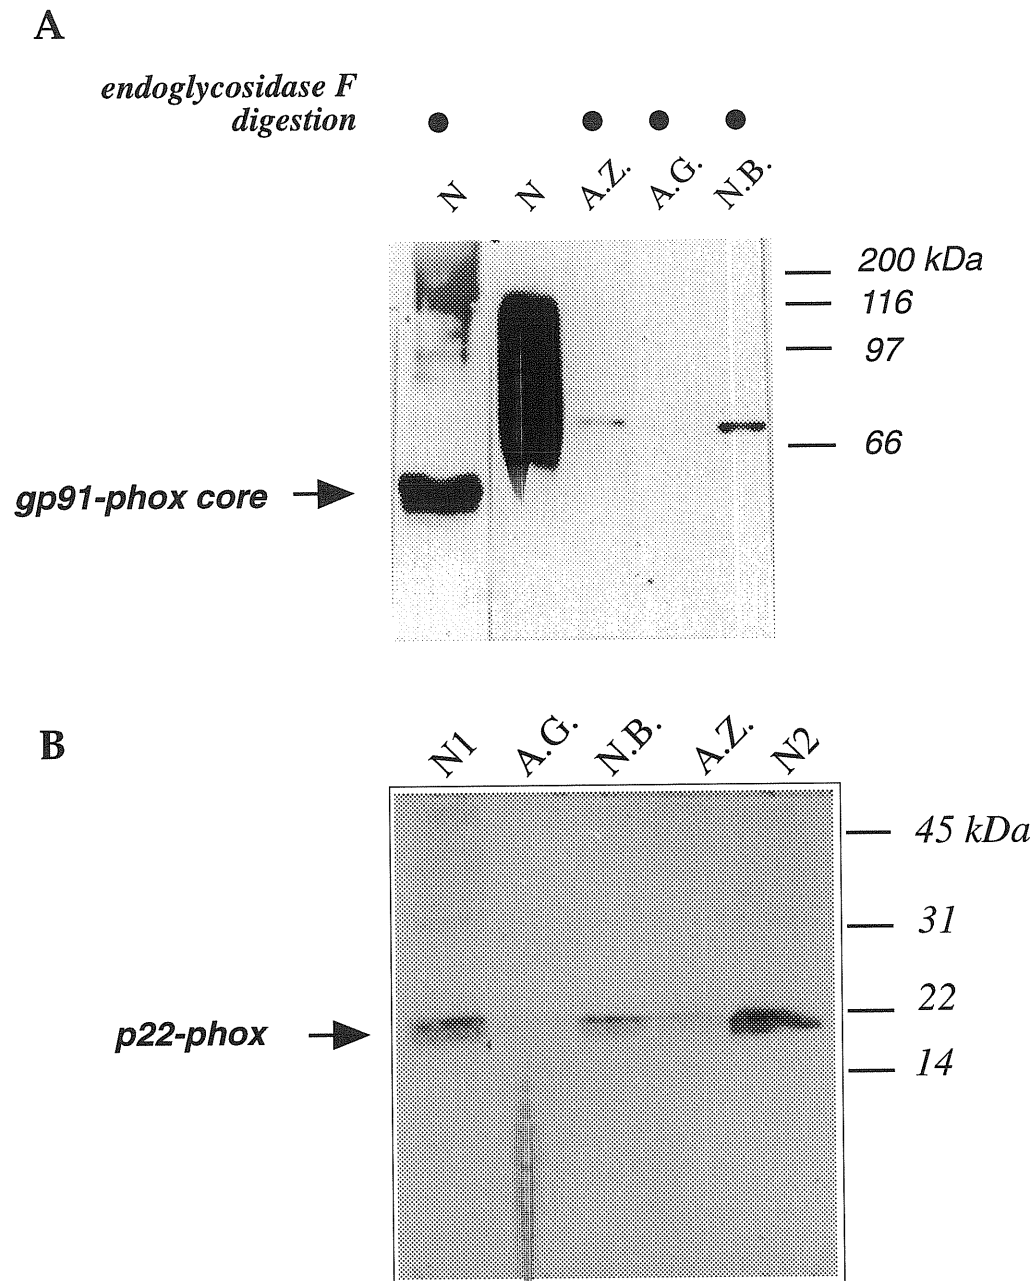 A
endoglycosidase F
digestion
N N A.Z. A.G. N.B.
200 kDa
116
97
66
gp91-phox core
B
N1 A.G. N.B. A.Z. N2
45 kDa
31
22
14
p22-phox